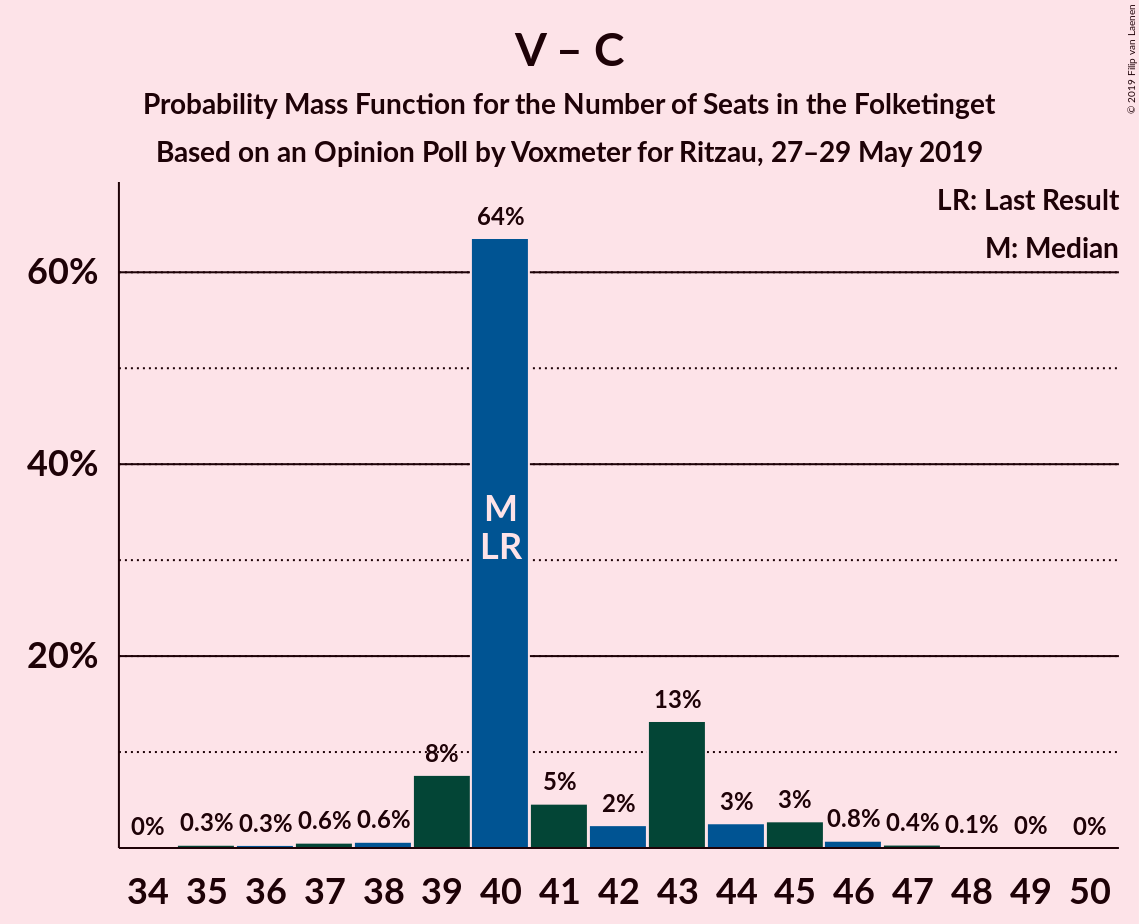 V – C
Probability Mass Function for the Number of Seats in the Folketinget
Based on an Opinion Poll by Voxmeter for Ritzau, 27–29 May 2019
© 2019 Filip van Laenen
LR: Last Result
M: Median
60%
40%
20%
0%
0.3%
0.3%
0.6%
0.6%
8%
64%
5%
2%
13%
3%
3%
0.8%
0.4%
0.1%
0%
0%
M
LR
34 35 36 37 38 39 40 41 42 43 44 45 46 47 48 49 50